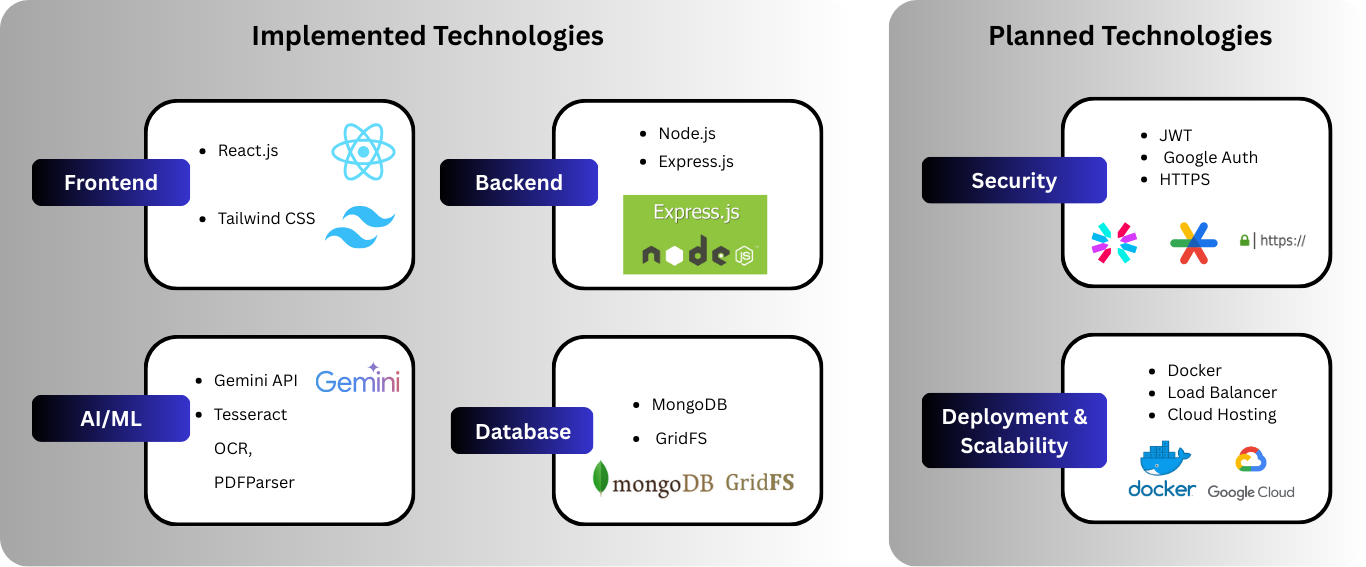 Implemented Technologies
Frontend
React.js
Tailwind CSS
Backend
Node.js
Express.js
Express.js
node
JS
AI/ML
Gemini API
Gemini
Tesseract
OCR,
PDFParser
Database
MongoDB
GridFS
mongoDB GridFS
Planned Technologies
Security
JWT
Google Auth
HTTPS
https://
Deployment &
Scalability
Docker
Load Balancer
Cloud Hosting
docker
Google Cloud